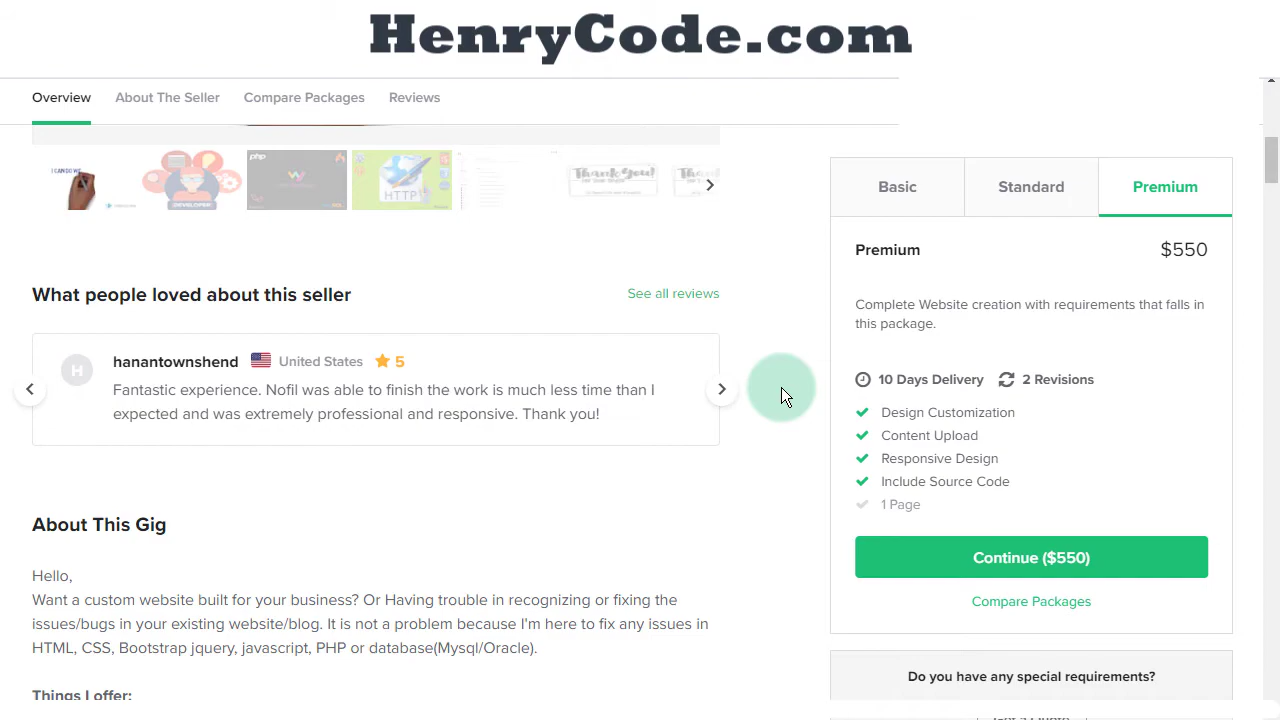 HenryCode.com
Overview About The Seller Compare Packages Reviews
php
HTTP
Thank You!
What people loved about this seller See all reviews
H
hanantownshend United States 5
Fantastic experience. Nofil was able to finish the work is much less time than I
expected and was extremely professional and responsive. Thank you!
About This Gig
Hello,
Want a custom website built for your business? Or Having trouble in recognizing or fixing the
issues/bugs in your existing website/blog. It is not a problem because I'm here to fix any issues in
HTML, CSS, Bootstrap jquery, javascript, PHP or database(Mysql/Oracle).
Things I offer:
Basic Standard Premium
Premium $550
Complete Website creation with requirements that falls in
this package.
10 Days Delivery 2 Revisions
Design Customization
Content Upload
Responsive Design
Include Source Code
1 Page
Continue ($550)
Compare Packages
Do you have any special requirements?